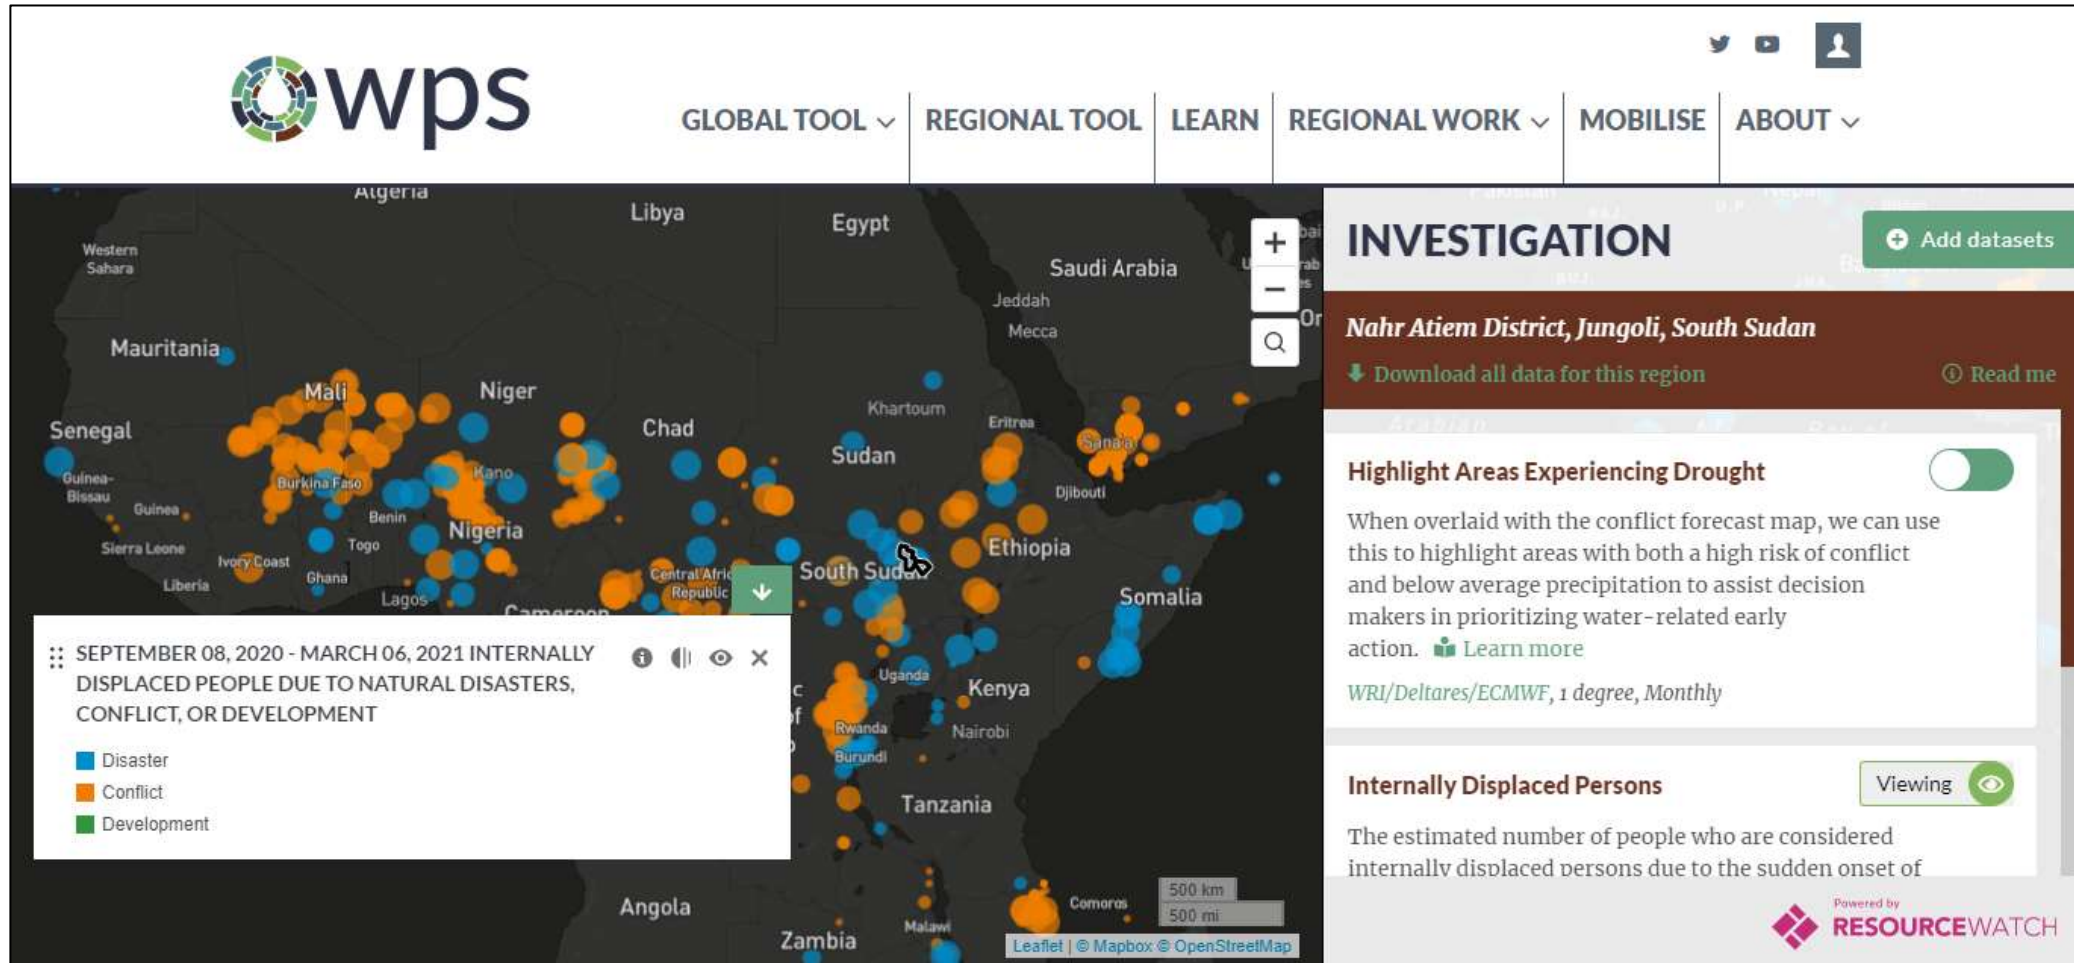 wps
GLOBAL TOOL
REGIONAL TOOL
LEARN
REGIONAL WORK
MOBILISE
ABOUT
Algeria
Libya
Egypt
Western
Sahara
Saudi Arabia
Jeddah
Mecca
Mauritania
Mali
Niger
Khartoum
Chad
Eritrea
Senegal
Sana'a
Sudan
Guinea-
Bissau
Burkina Faso
Kano
Djibouti
Guinea
Benin
Nigeria
Sierra Leone
Togo
Ethiopia
Ivory Coast
Ghana
Liberia
Lagos
Central Afric
Republic
South Sudan
Somalia
Cameroon
Uganda
Kenya
Rwanda
Nairobi
Burundi
Tanzania
Angola
Comoros
Zambia
Malawi
+
−
500 km
500 mi
Leaflet | © Mapbox © OpenStreetMap
SEPTEMBER 08, 2020 - MARCH 06, 2021 INTERNALLY
DISPLACED PEOPLE DUE TO NATURAL DISASTERS,
CONFLICT, OR DEVELOPMENT
Disaster
Conflict
Development
INVESTIGATION
Add datasets
Nahr Atiem District, Jungoli, South Sudan
Download all data for this region
Read me
Highlight Areas Experiencing Drought
When overlaid with the conflict forecast map, we can use
this to highlight areas with both a high risk of conflict
and below average precipitation to assist decision
makers in prioritizing water-related early
action. Learn more
WRI/Deltares/ECMWF, 1 degree, Monthly
Internally Displaced Persons
Viewing
The estimated number of people who are considered
internally displaced persons due to the sudden onset of
Powered by
RESOURCEWATCH